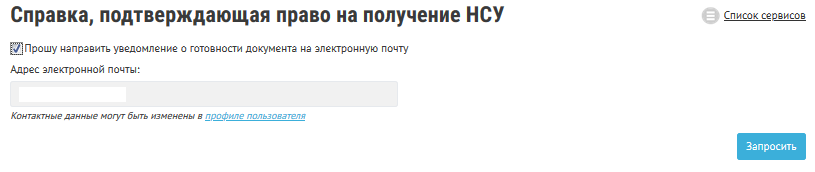 Справка, подтверждающая право на получение НСУ
Список сервисов
Прошу направить уведомление о готовности документа на электронную почту
Адрес электронной почты:
Контактные данные могут быть изменены в профиле пользователя
Запросить